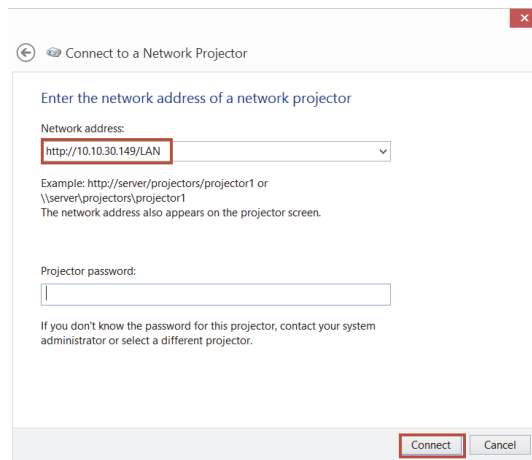 Connect to a Network Projector
Enter the network address of a network projector
Network address:
http://10.10.30.149/LAN
Example: http://server/projectors/projector1 or
\\server\projectors\projector1
The network address also appears on the projector screen.
Projector password:
If you don't know the password for this projector, contact your system
administrator or select a different projector.
Connect
Cancel